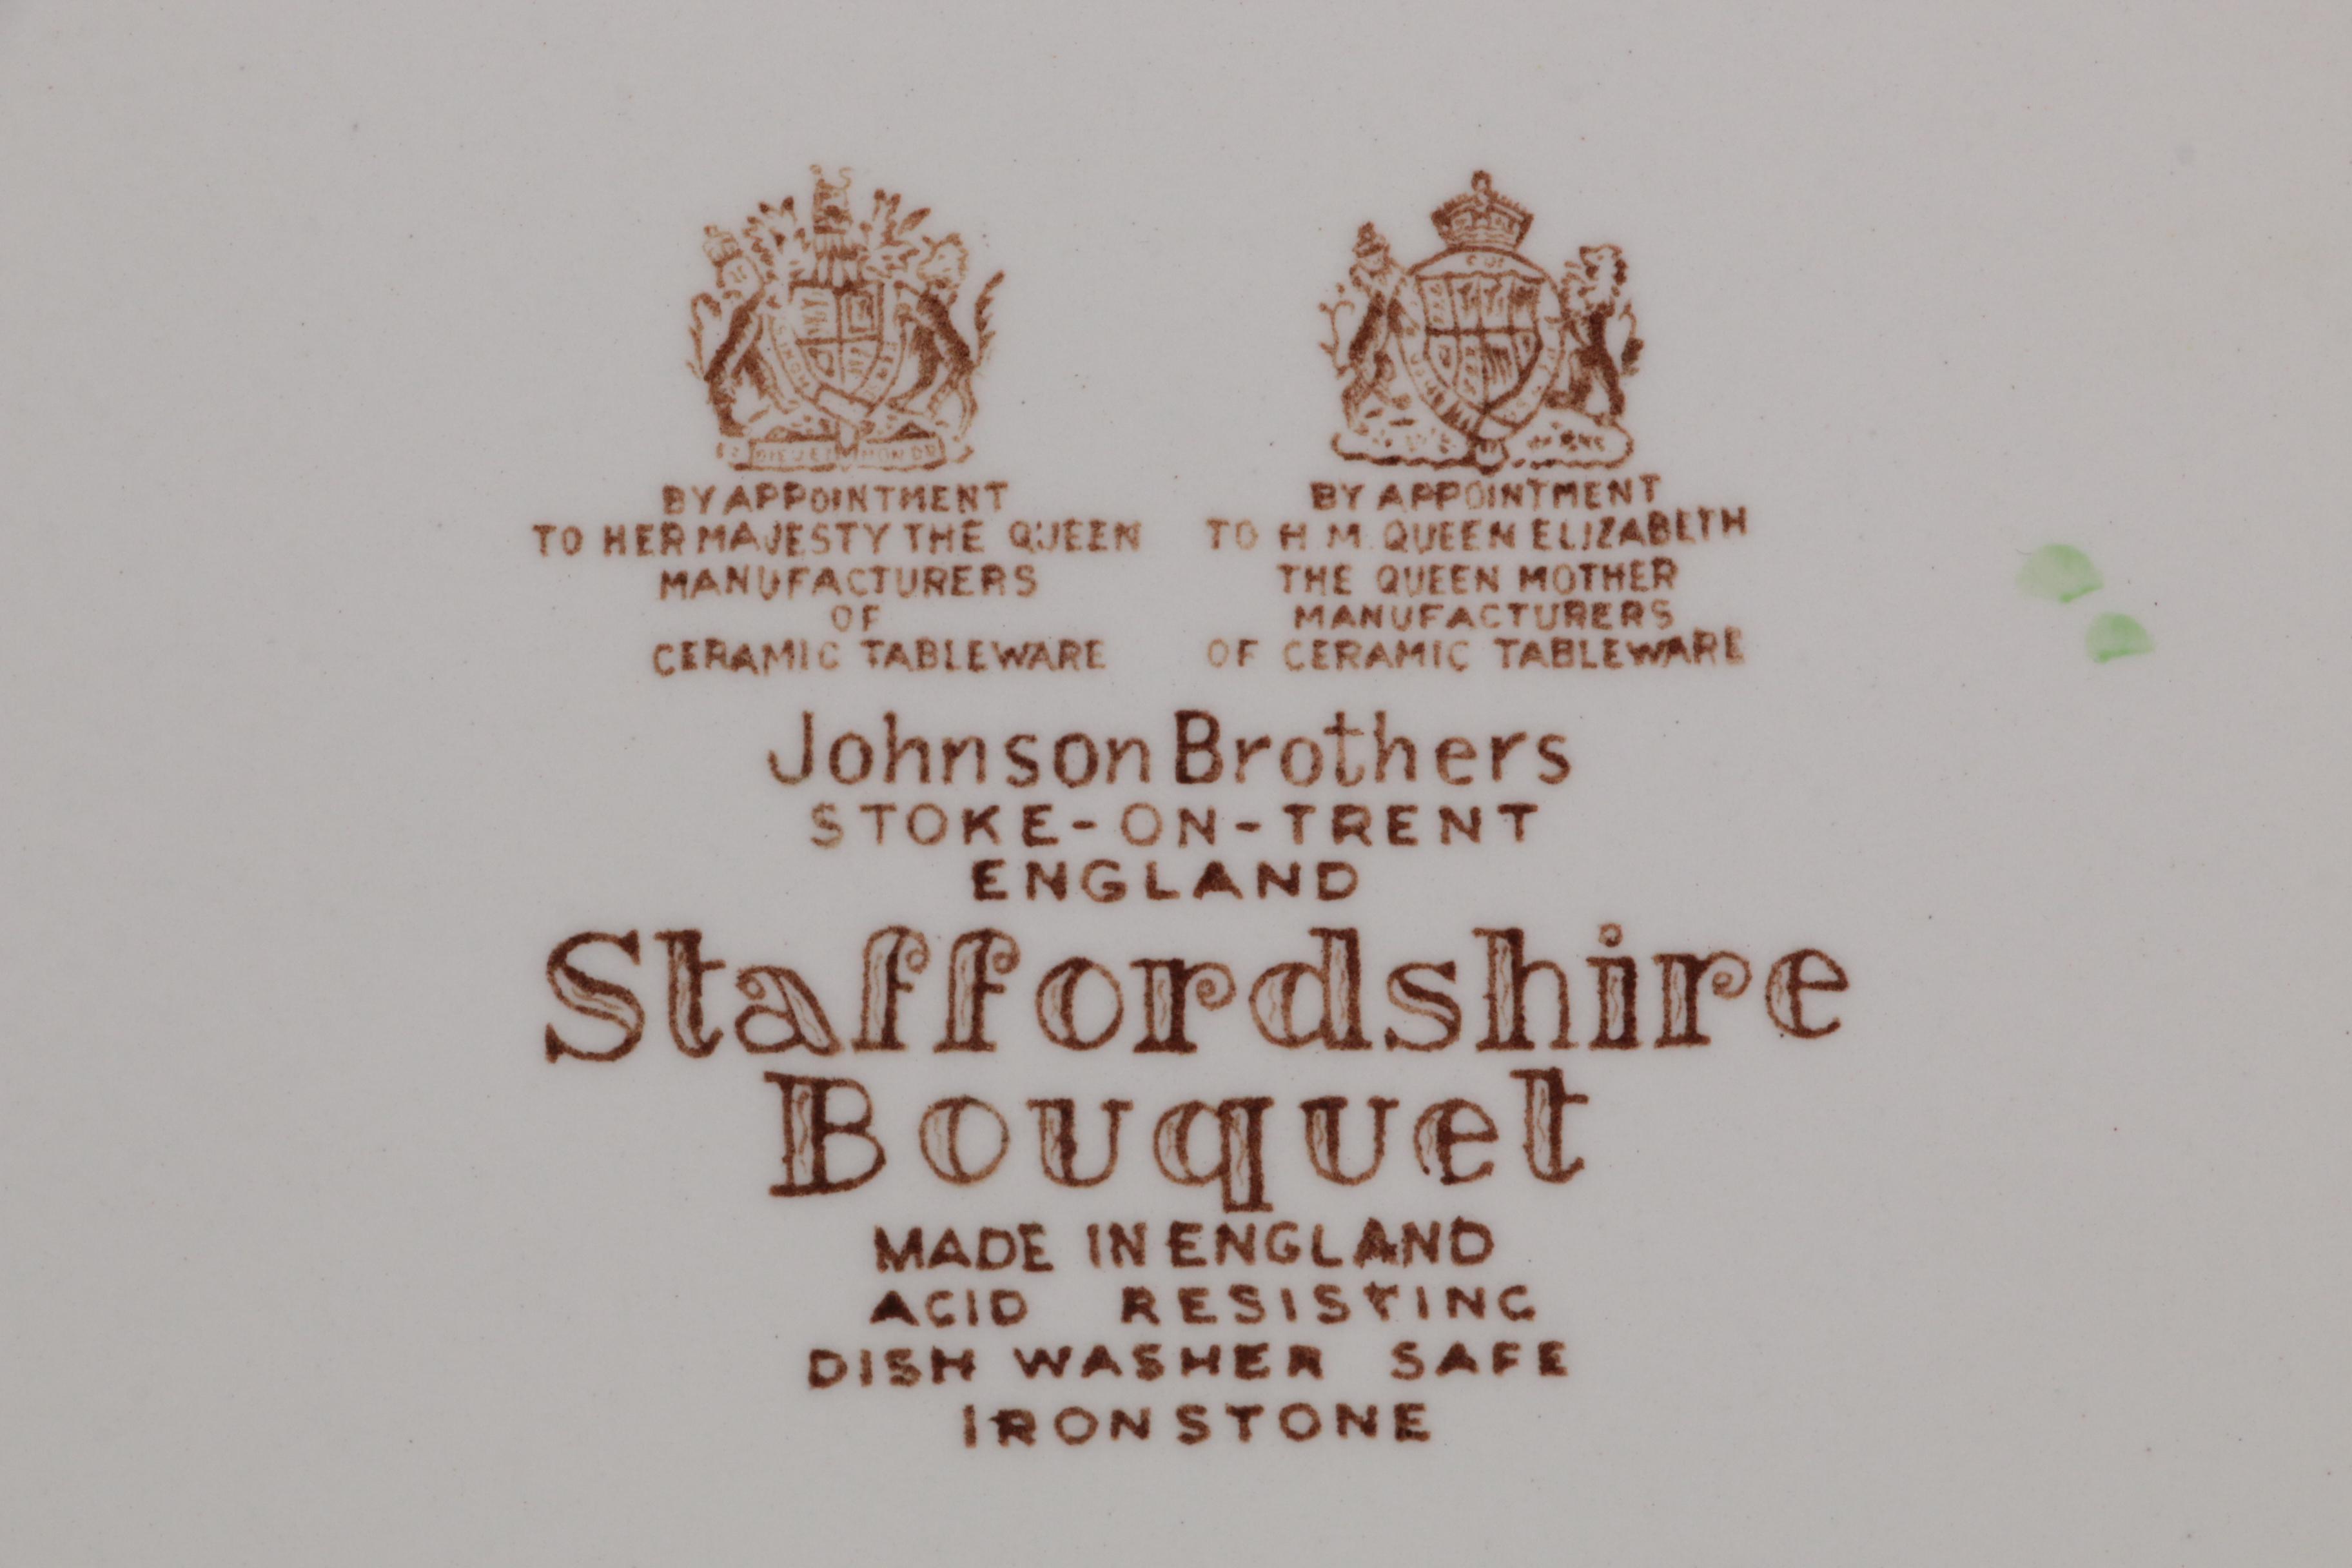 BY APPOINTMENT
TO HER MAJESTY THE QUEEN
MANUFACTURERS
OF
CERAMIC TABLEWARE
BY APPOINTMENT
TO H M QUEEN ELIZABETH
THE QUEEN MOTHER
MANUFACTURERS
OF CERAMIC TABLEWARE
Johnson Brothers
STOKE-ON-TRENT
ENGLAND
Staffordshire
Bouquet
MADE IN ENGLAND
ACID RESISTING
DISH WASHER SAFE
IRONSTONE